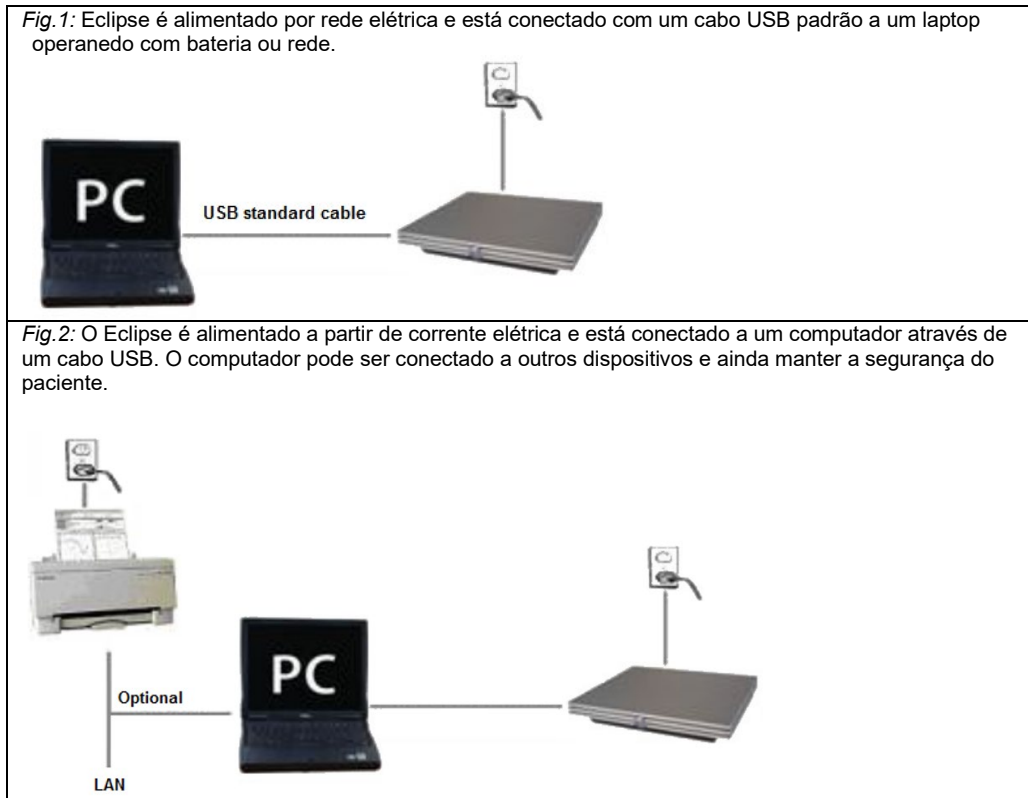 Fig.1: Eclipse é alimentado por rede elétrica e está conectado com um cabo USB padrão a um laptop
operanedo com bateria ou rede.
PC
USB standard cable
Fig.2: O Eclipse é alimentado a partir de corrente elétrica e está conectado a um computador através de
um cabo USB. O computador pode ser conectado a outros dispositivos e ainda manter a segurança do
paciente.
Optional
PC
LAN